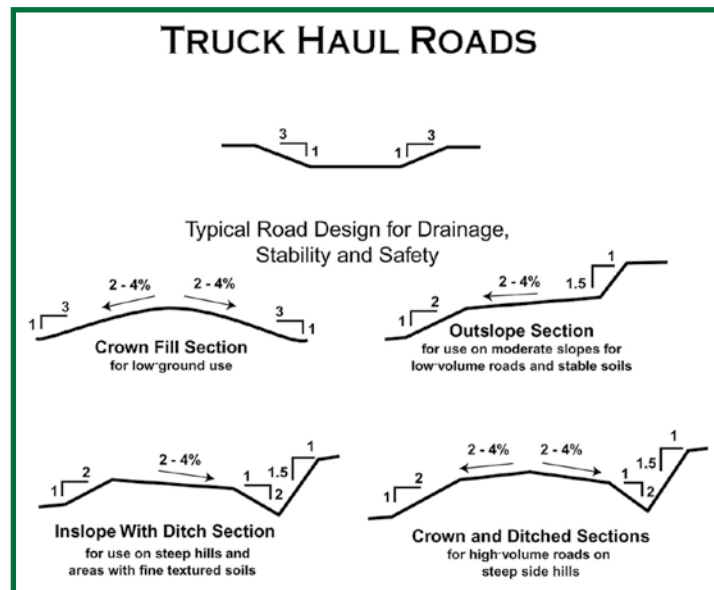 TRUCK HAUL ROADS
3 1 1 3
Typical Road Design for Drainage,
Stability and Safety
2 - 4% 2 - 4%
1 3 3 1
Crown Fill Section
for low-ground use
2 - 4% 1.5 1
1 2
Outslope Section
for use on moderate slopes for
low-volume roads and stable soils
1 2 2 - 4% 1 2 1.5 1
Inslope With Ditch Section
for use on steep hills and
areas with fine textured soils
1 2 2 - 4% 2 - 4% 1 2 1.5 1
Crown and Ditched Sections
for high-volume roads on
steep side hills